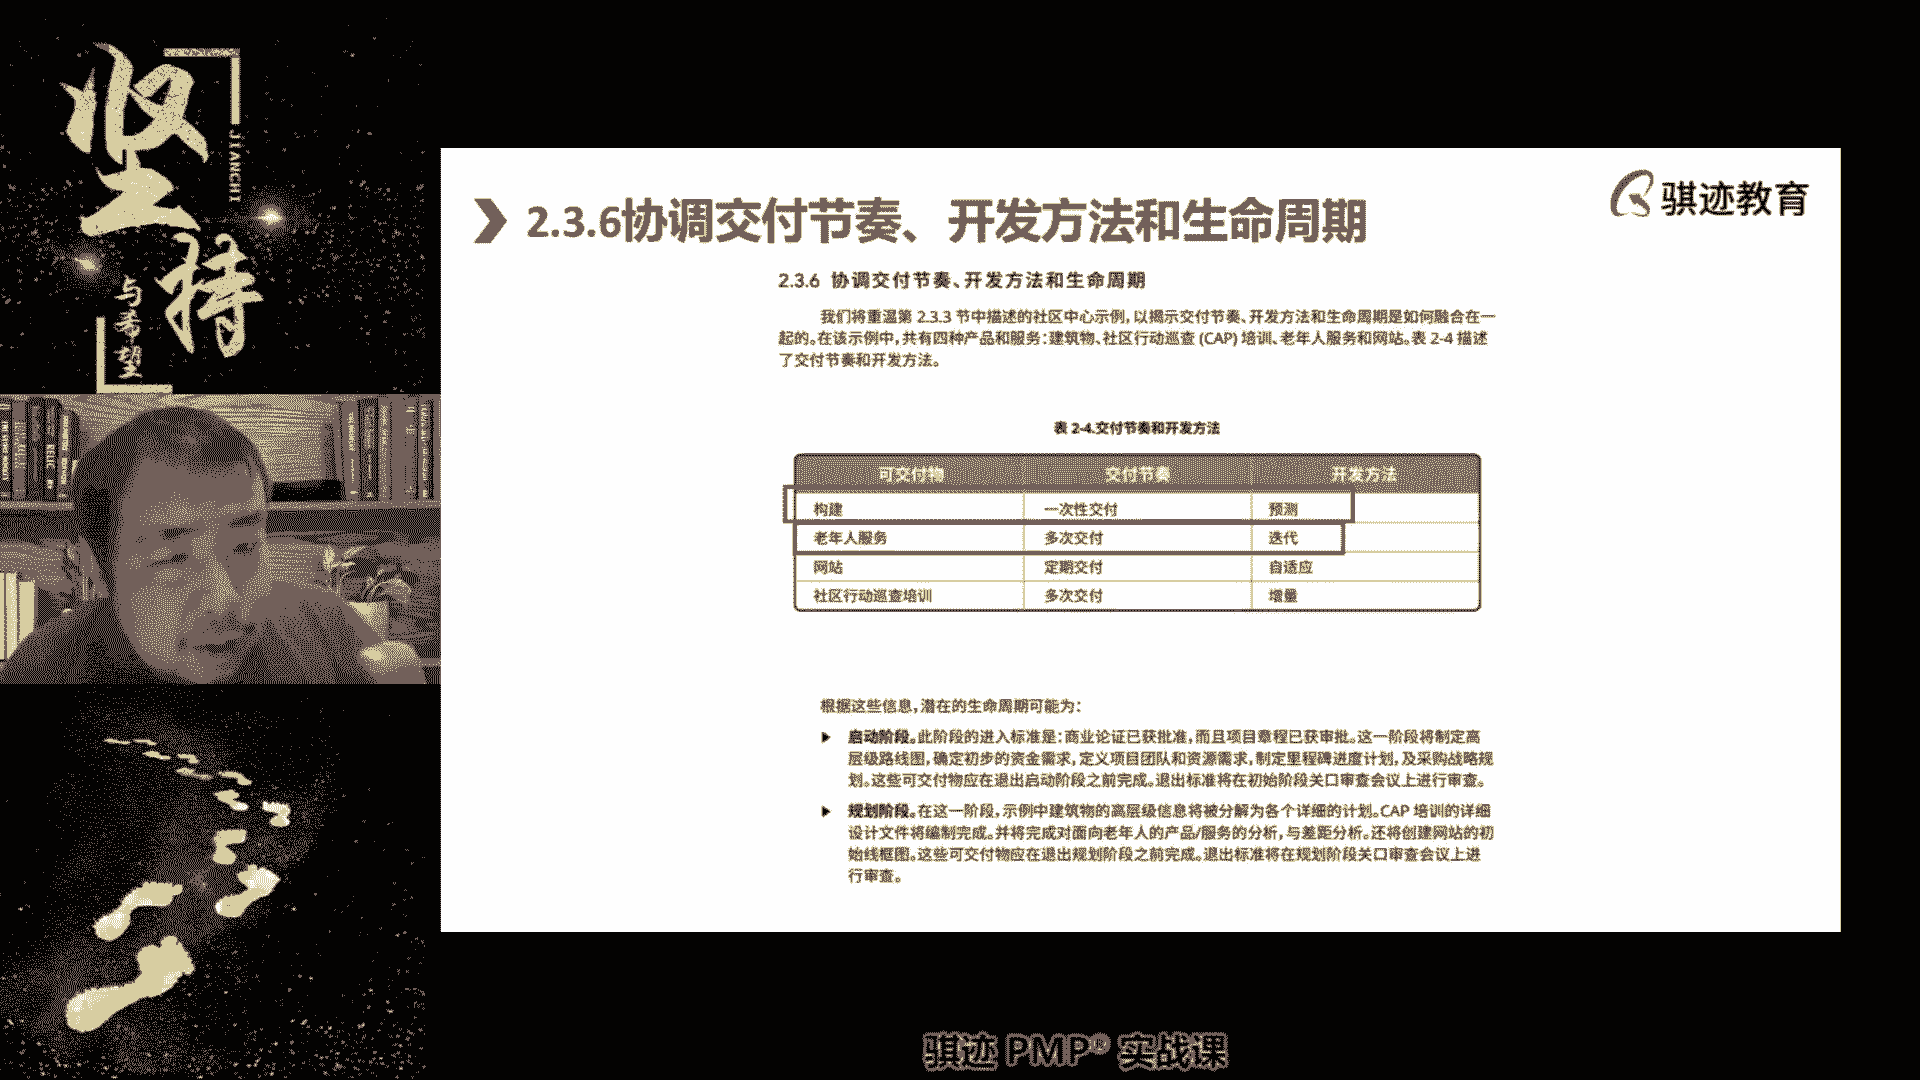 坚持
JIANCHI
与希望
骐迹教育
2.3.6协调交付节奏、开发方法和生命周期
2.3.6 协调交付节奏、开发方法和生命周期
我们将重温第 2.3.3 节中描述的社区中心示例，以揭示交付节奏、开发方法和生命周期是如何融合在一
起的。在该示例中，共有四种产品和服务：建筑物、社区行动巡查 (CAP) 培训、老年人服务和网站。表 2-4 描述
了交付节奏和开发方法。
表 2-4.交付节奏和开发方法
可交付物 交付节奏 开发方法
构建 一次性交付 预测
老年人服务 多次交付 迭代
网站 定期交付 自适应
社区行动巡查培训 多次交付 增量
根据这些信息，潜在的生命周期可能为：
启动阶段。此阶段的进入标准是：商业论证已获批准，而且项目章程已获审批。这一阶段将制定高
层级路线图，确定初步的资金需求，定义项目团队和资源需求，制定里程碑进度计划，及采购战略规
划。这些可交付物应在退出启动阶段之前完成。退出标准将在初始阶段关口审查会议上进行审查。
规划阶段。在这一阶段，示例中建筑物的高层级信息将被分解为各个详细的计划。CAP 培训的详细
设计文件将编制完成。并将完成对面向老年人的产品/服务的分析，与差距分析。还将创建网站的初
始线框图。这些可交付物应在退出规划阶段之前完成。退出标准将在规划阶段关口审查会议上进
行审查。
骐迹 PMP® 实战课